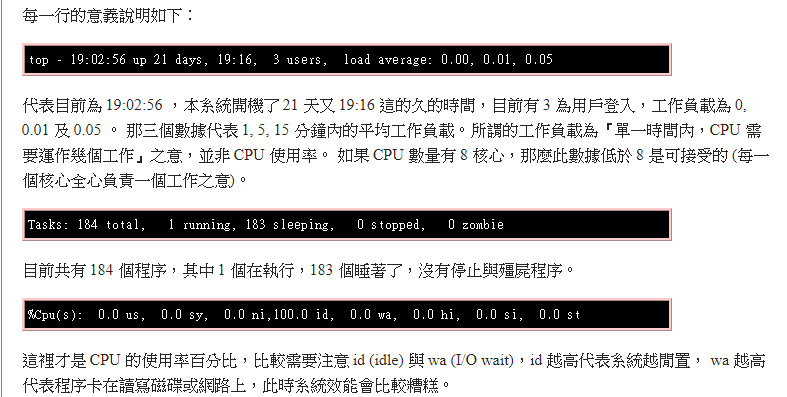 每一行的意義說明如下：
top - 19:02:56 up 21 days, 19:16,  3 users,  load average: 0.00, 0.01, 0.05
代表目前為 19:02:56 ，本系統開機了 21 天又 19:16 這的久的時間，目前有 3 為用戶登入，工作負載為 0,
0.01 及 0.05 。 那三個數據代表 1, 5, 15 分鐘內的平均工作負載。所謂的工作負載為『單一時間內，CPU 需
要運作幾個工作』之意，並非 CPU 使用率。 如果 CPU 數量有 8 核心，那麼此數據低於 8 是可接受的 (每一
個核心全心負責一個工作之意)。
Tasks: 184 total,   1 running, 183 sleeping,   0 stopped,   0 zombie
目前共有 184 個程序，其中 1 個在執行，183 個睡著了，沒有停止與殭屍程序。
%Cpu(s):  0.0 us,  0.0 sy,  0.0 ni,100.0 id,  0.0 wa,  0.0 hi,  0.0 si,  0.0 st
這裡才是 CPU 的使用率百分比，比較需要注意 id (idle) 與 wa (I/O wait)，id 越高代表系統越閒置， wa 越高
代表程序卡在讀寫磁碟或網路上，此時系統效能會比較糟糕。